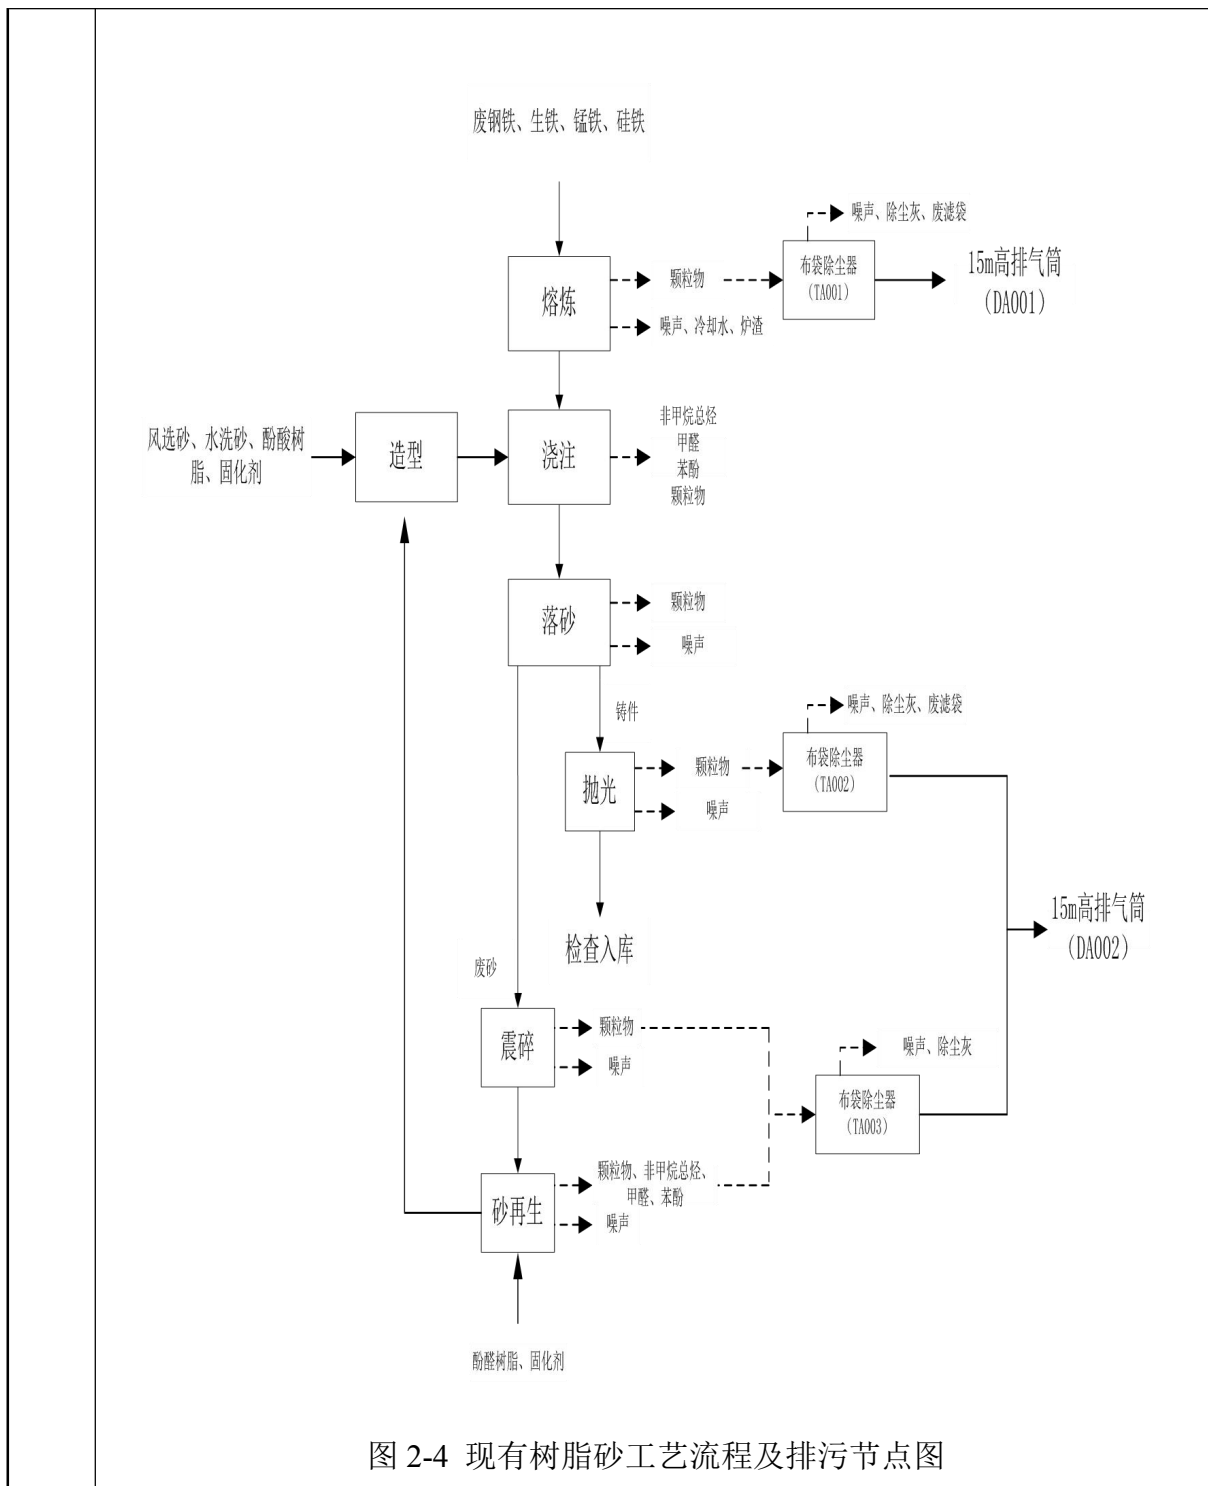 废钢铁、生铁、锰铁、硅铁
噪声、除尘灰、废滤袋
熔炼
颗粒物
布袋除尘器
(TA001)
15m高排气筒
(DA001)
噪声、冷却水、炉渣
风选砂、水洗砂、酚酸树
脂、固化剂
造型
浇注
非甲烷总烃
甲醛
苯酚
颗粒物
落砂
颗粒物
噪声
铸件
噪声、除尘灰、废滤袋
抛光
颗粒物
噪声
布袋除尘器
(TA002)
15m高排气筒
(DA002)
检查入库
废砂
震碎
颗粒物
噪声
噪声、除尘灰
布袋除尘器
(TA003)
砂再生
颗粒物、非甲烷总烃、
甲醛、苯酚
噪声
酚醛树脂、固化剂
图 2-4 现有树脂砂工艺流程及排污节点图